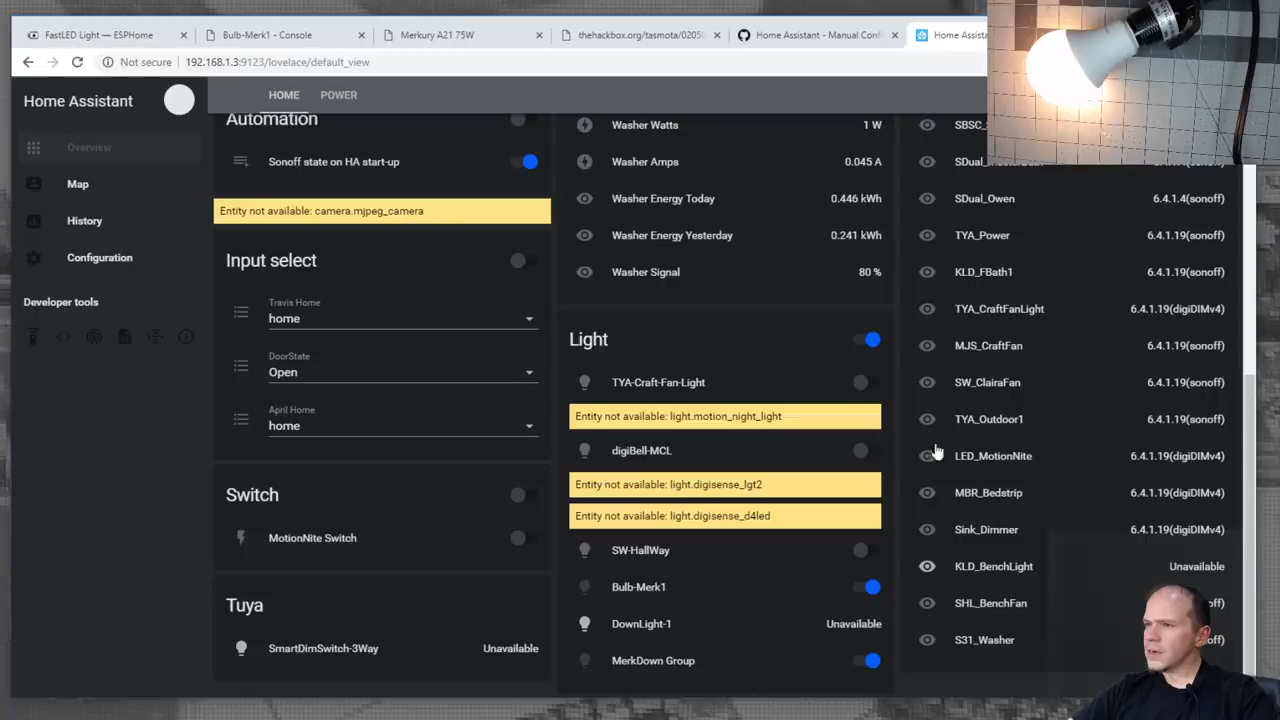 FastLED Light — ESPHome
Bulb-Merk1 - Console
Merkury A21 75W
thehackbox.org/tasmota/0205
Home Assistant - Manual Conf
Home Assis
Not secure
192.168.1.3:9123/lovelace/default_view
Home Assistant
HOME
POWER
Overview
Map
History
Configuration
Developer tools
Automation
Sonoff state on HA start-up
Entity not available: camera.mjpeg_camera
Input select
Travis Home
home
DoorState
Open
April Home
home
Switch
MotionNite Switch
Tuya
SmartDimSwitch-3Way Unavailable
Washer Watts 1 W
Washer Amps 0.045 A
Washer Energy Today 0.446 kWh
Washer Energy Yesterday 0.241 kWh
Washer Signal 80 %
Light
TYA-Craft-Fan-Light
Entity not available: light.motion_night_light
digiBell-MCL
Entity not available: light.digisense_lgt2
Entity not available: light.digisense_d4led
SW-HallWay
Bulb-Merk1
DownLight-1 Unavailable
MerkDown Group
SDual_Owen 6.4.1.4(sonoff)
TYA_Power 6.4.1.19(sonoff)
KLD_FBath1 6.4.1.19(sonoff)
TYA_CraftFanLight 6.4.1.19(digiDIMv4)
MJS_CraftFan 6.4.1.19(sonoff)
SW_ClairaFan 6.4.1.19(sonoff)
TYA_Outdoor1 6.4.1.19(sonoff)
LED_MotionNite 6.4.1.19(digiDIMv4)
MBR_Bedstrip 6.4.1.19(digiDIMv4)
Sink_Dimmer 6.4.1.19(digiDIMv4)
KLD_BenchLight Unavailable
SHL_BenchFan
S31_Washer